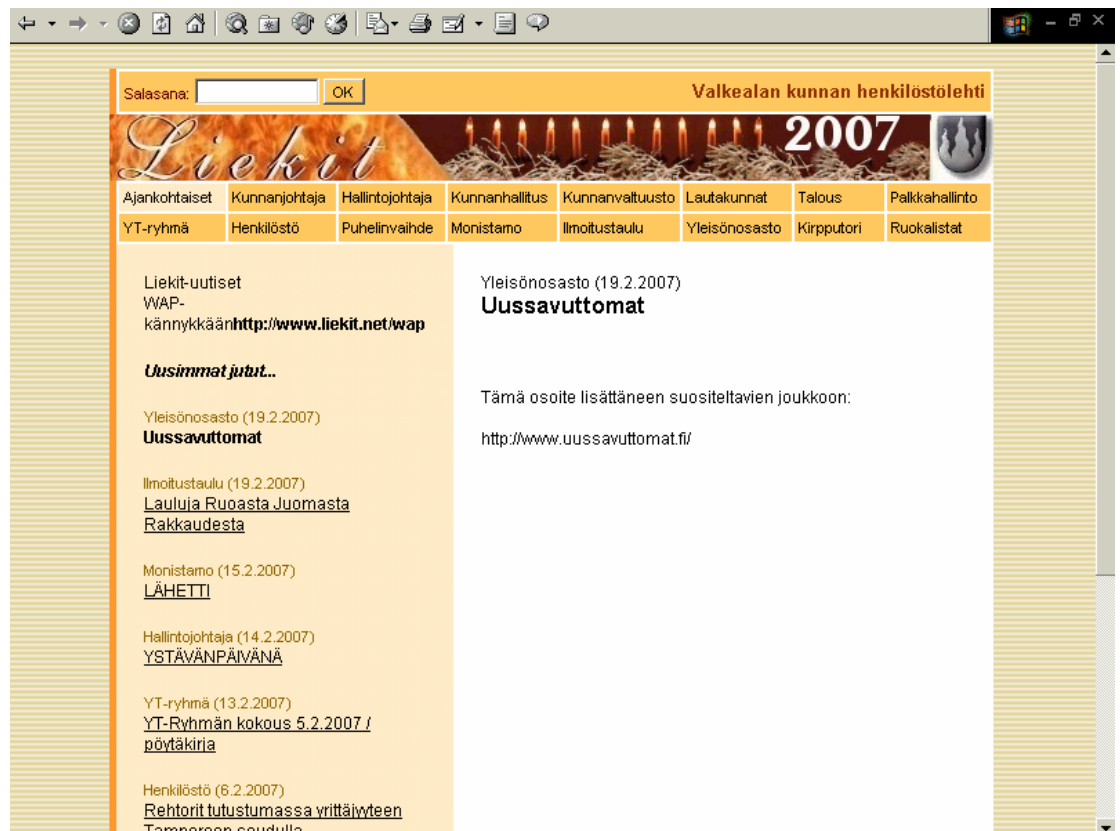 Salasana: OK Valkealan kunnan henkilöstölehti
Liekit 2007
Ajankohtaiset Kunnanjohtaja Hallintojohtaja Kunnanhallitus Kunnanvaltuusto Lautakunnat Talous Palkkahallinto
YT-ryhmä Henkilöstö Puhelinvaihde Monistamo Ilmoitustaulu Yleisönosasto Kirpputori Ruokalistat
Liekit-uutiset
WAP-
kännykkäänhttp://www.liekit.net/wap
Uusimmat jutut...
Yleisönosasto (19.2.2007)
Uussavuttomat
Ilmoitustaulu (19.2.2007)
Lauluja Ruoasta Juomasta
Rakkaudesta
Monistamo (15.2.2007)
LÄHETTI
Hallintojohtaja (14.2.2007)
YSTÄVÄNPÄIVÄNÄ
YT-ryhmä (13.2.2007)
YT-Ryhmän kokous 5.2.2007 /
pöytäkirja
Henkilöstö (6.2.2007)
Rehtorit tutustumassa yrittäjyyteen
Tampereen seudulla
Yleisönosasto (19.2.2007)
Uussavuttomat
Tämä osoite lisättäneen suositeltavien joukkoon:
http://www.uussavuttomat.fi/